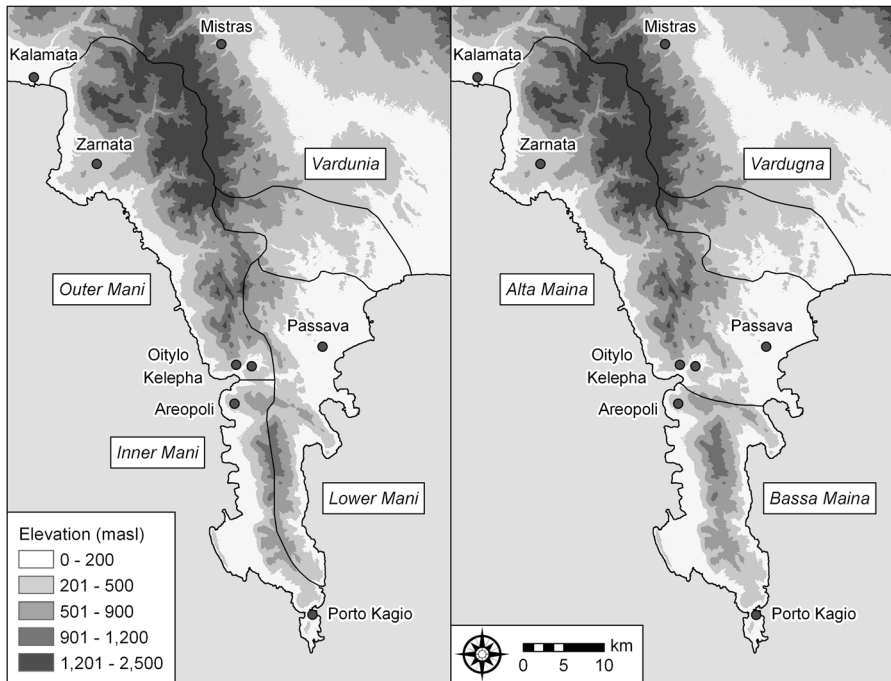 Mistras
Kalamata
Zarnata
Vardunia
Outer Mani
Passava
Oitylo
Kelepha
Areopoli
Inner Mani
Lower Mani
Porto Kagio
Elevation (masl)
0 - 200
201 - 500
501 - 900
901 - 1,200
1,201 - 2,500
Mistras
Kalamata
Zarnata
Vardugna
Alta Maina
Passava
Oitylo
Kelepha
Areopoli
Bassa Maina
Porto Kagio
km
0 5 10